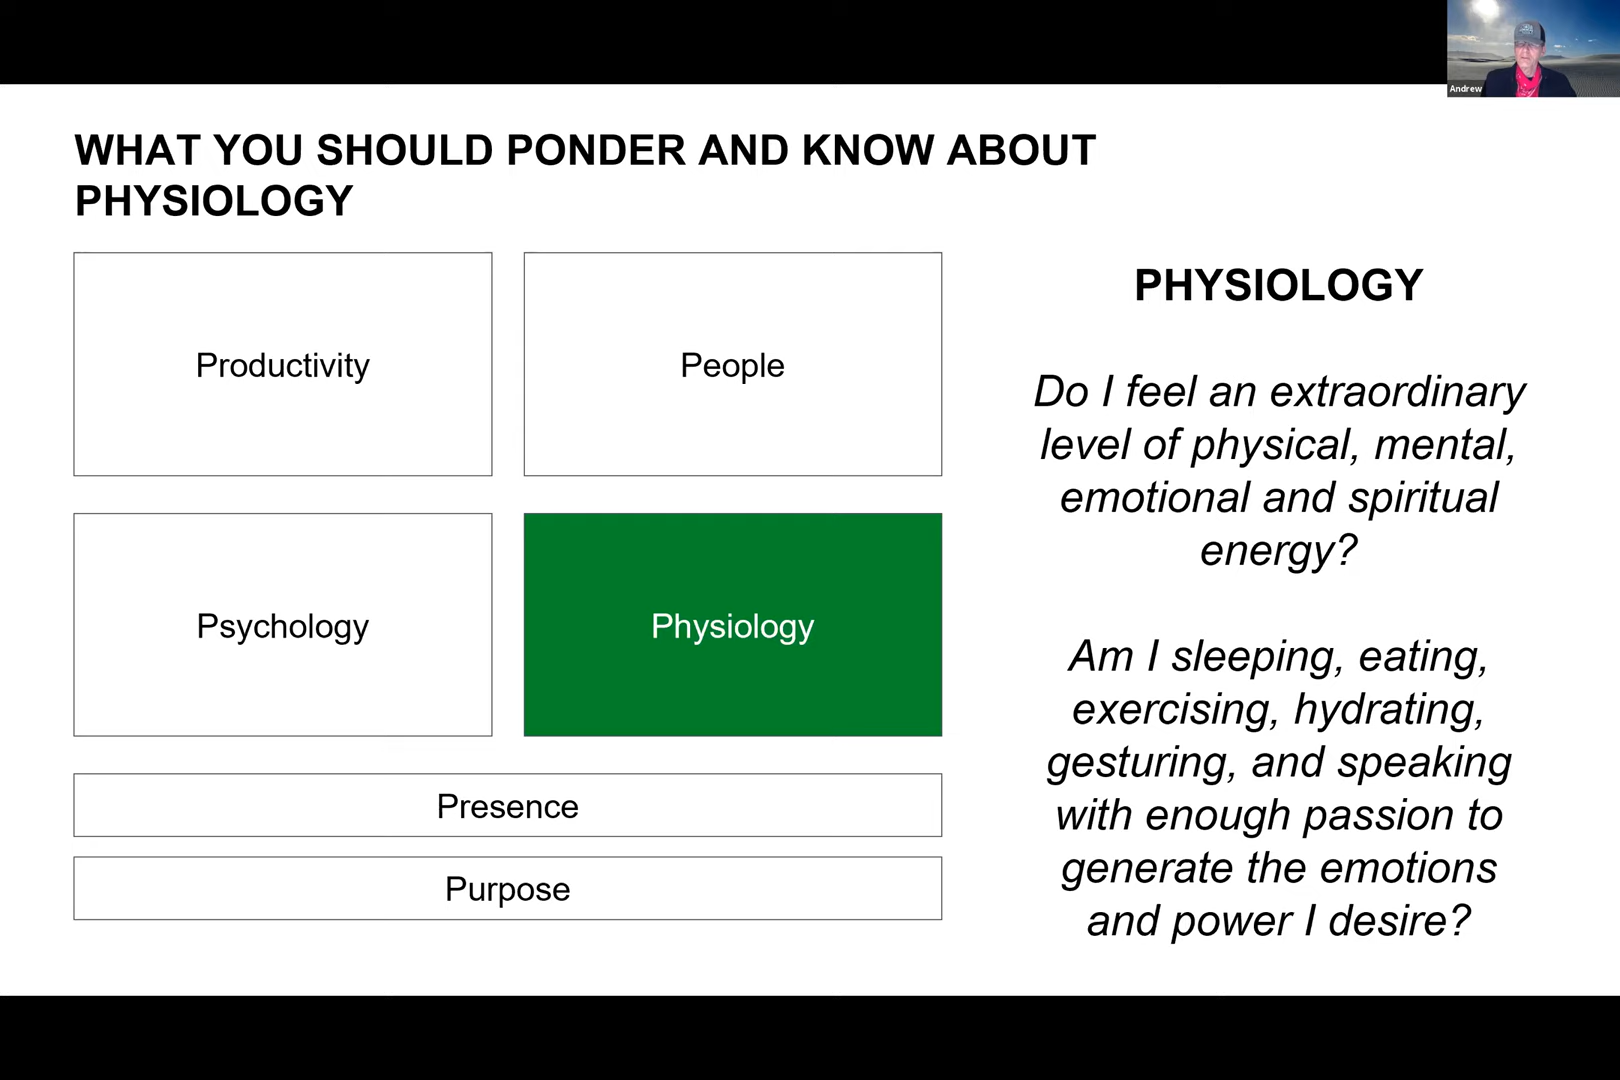 Andrew
WHAT YOU SHOULD PONDER AND KNOW ABOUT
PHYSIOLOGY
Productivity
People
Psychology
Physiology
Presence
Purpose
PHYSIOLOGY
Do I feel an extraordinary
level of physical, mental,
emotional and spiritual
energy?
Am I sleeping, eating,
exercising, hydrating,
gesturing, and speaking
with enough passion to
generate the emotions
and power I desire?